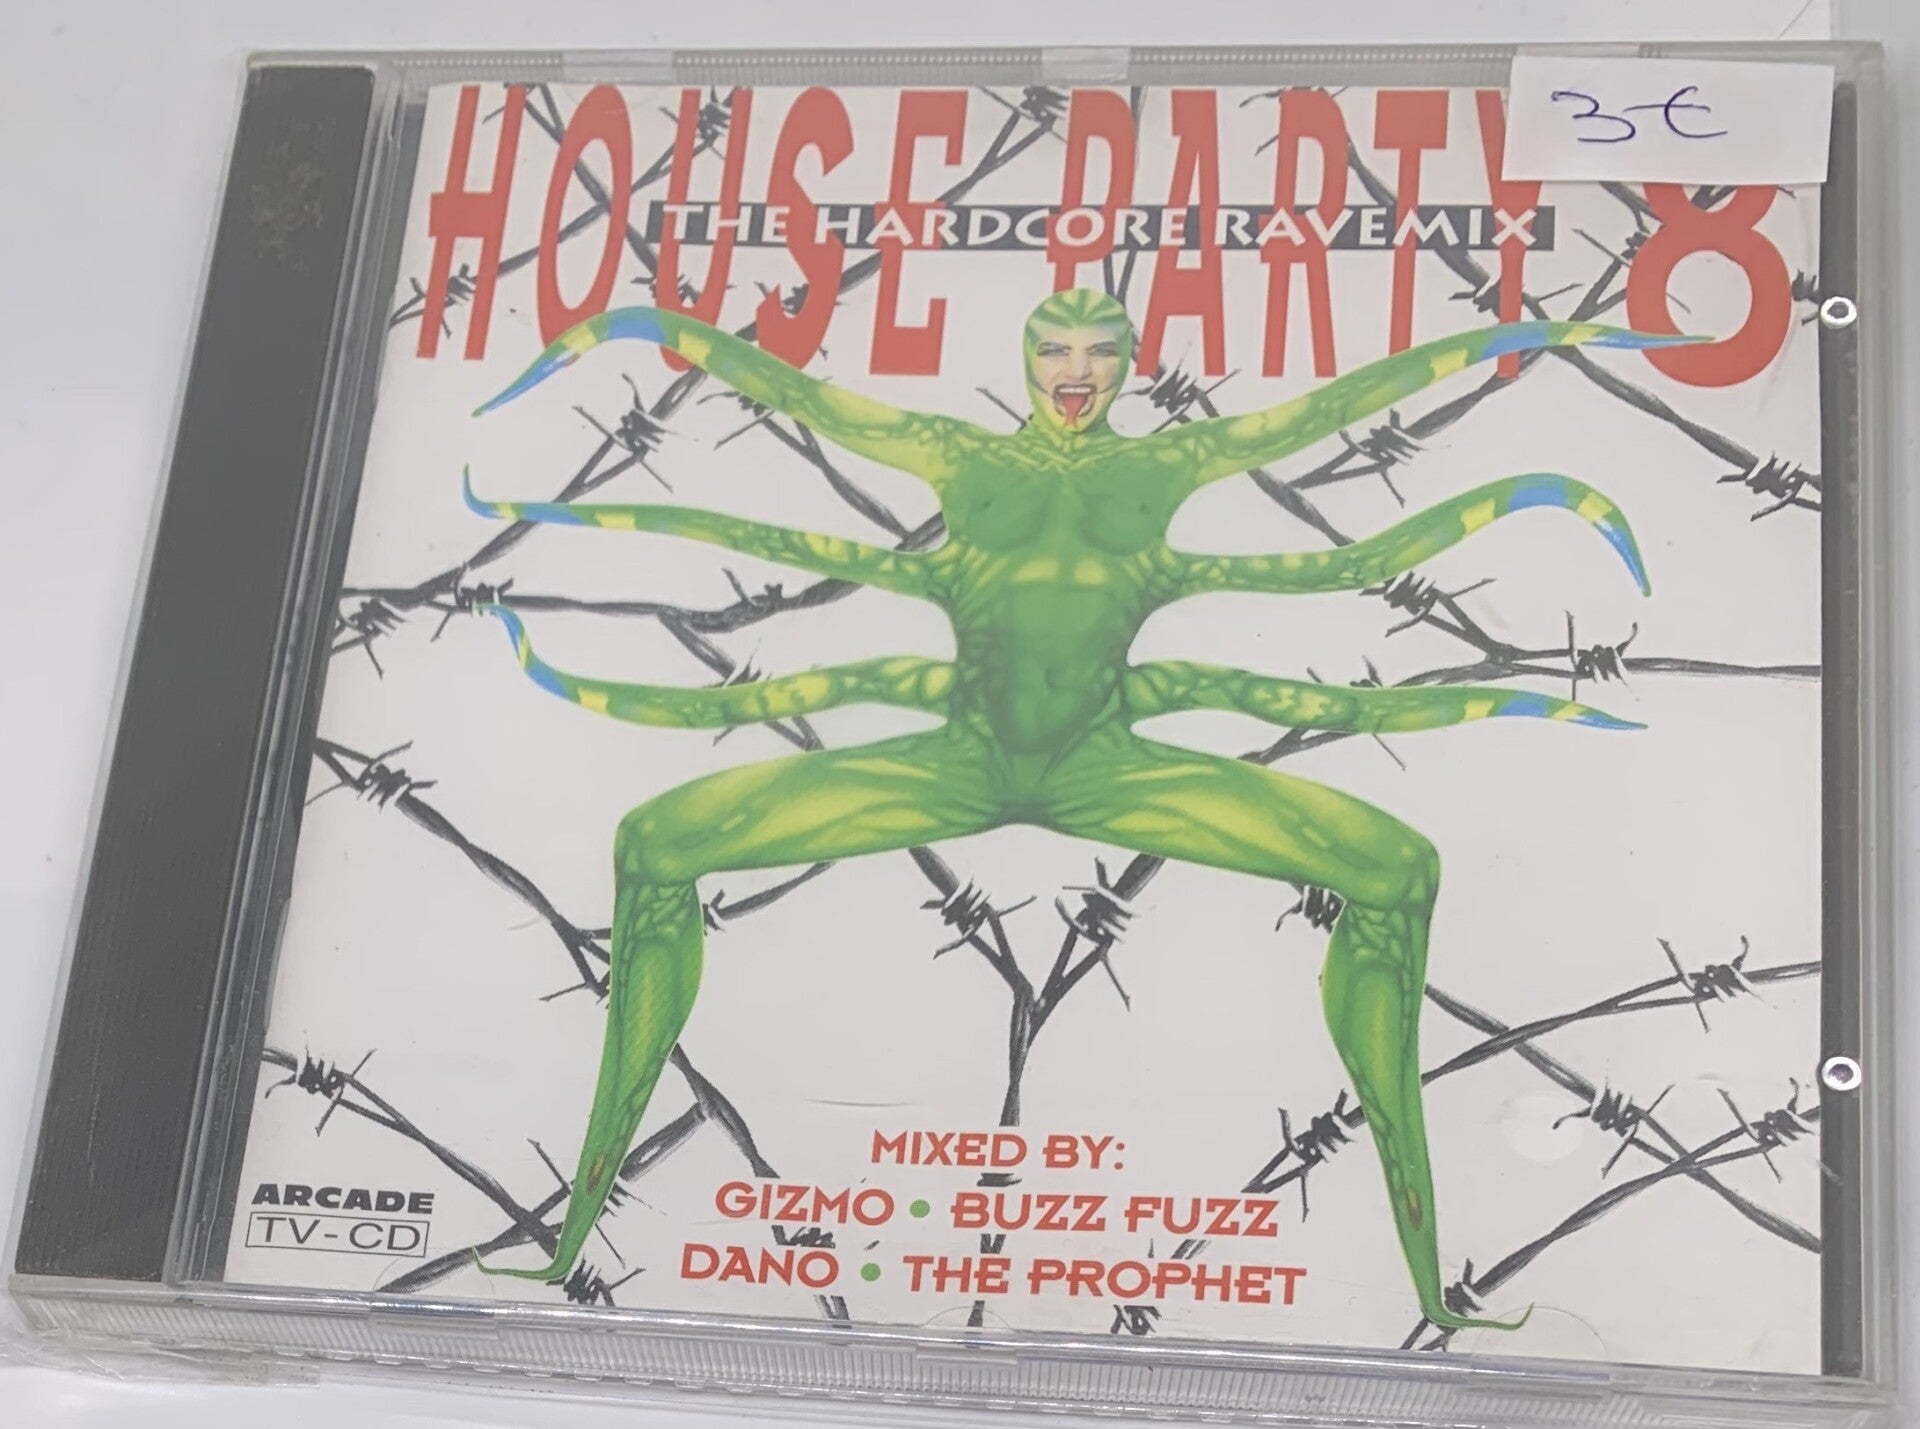 3€
HOUSE PARTY 8
THE HARDCORE RAVEMIX
MIXED BY:
GIZMO • BUZZ FUZZ
DANO • THE PROPHET
ARCADE
TV-CD